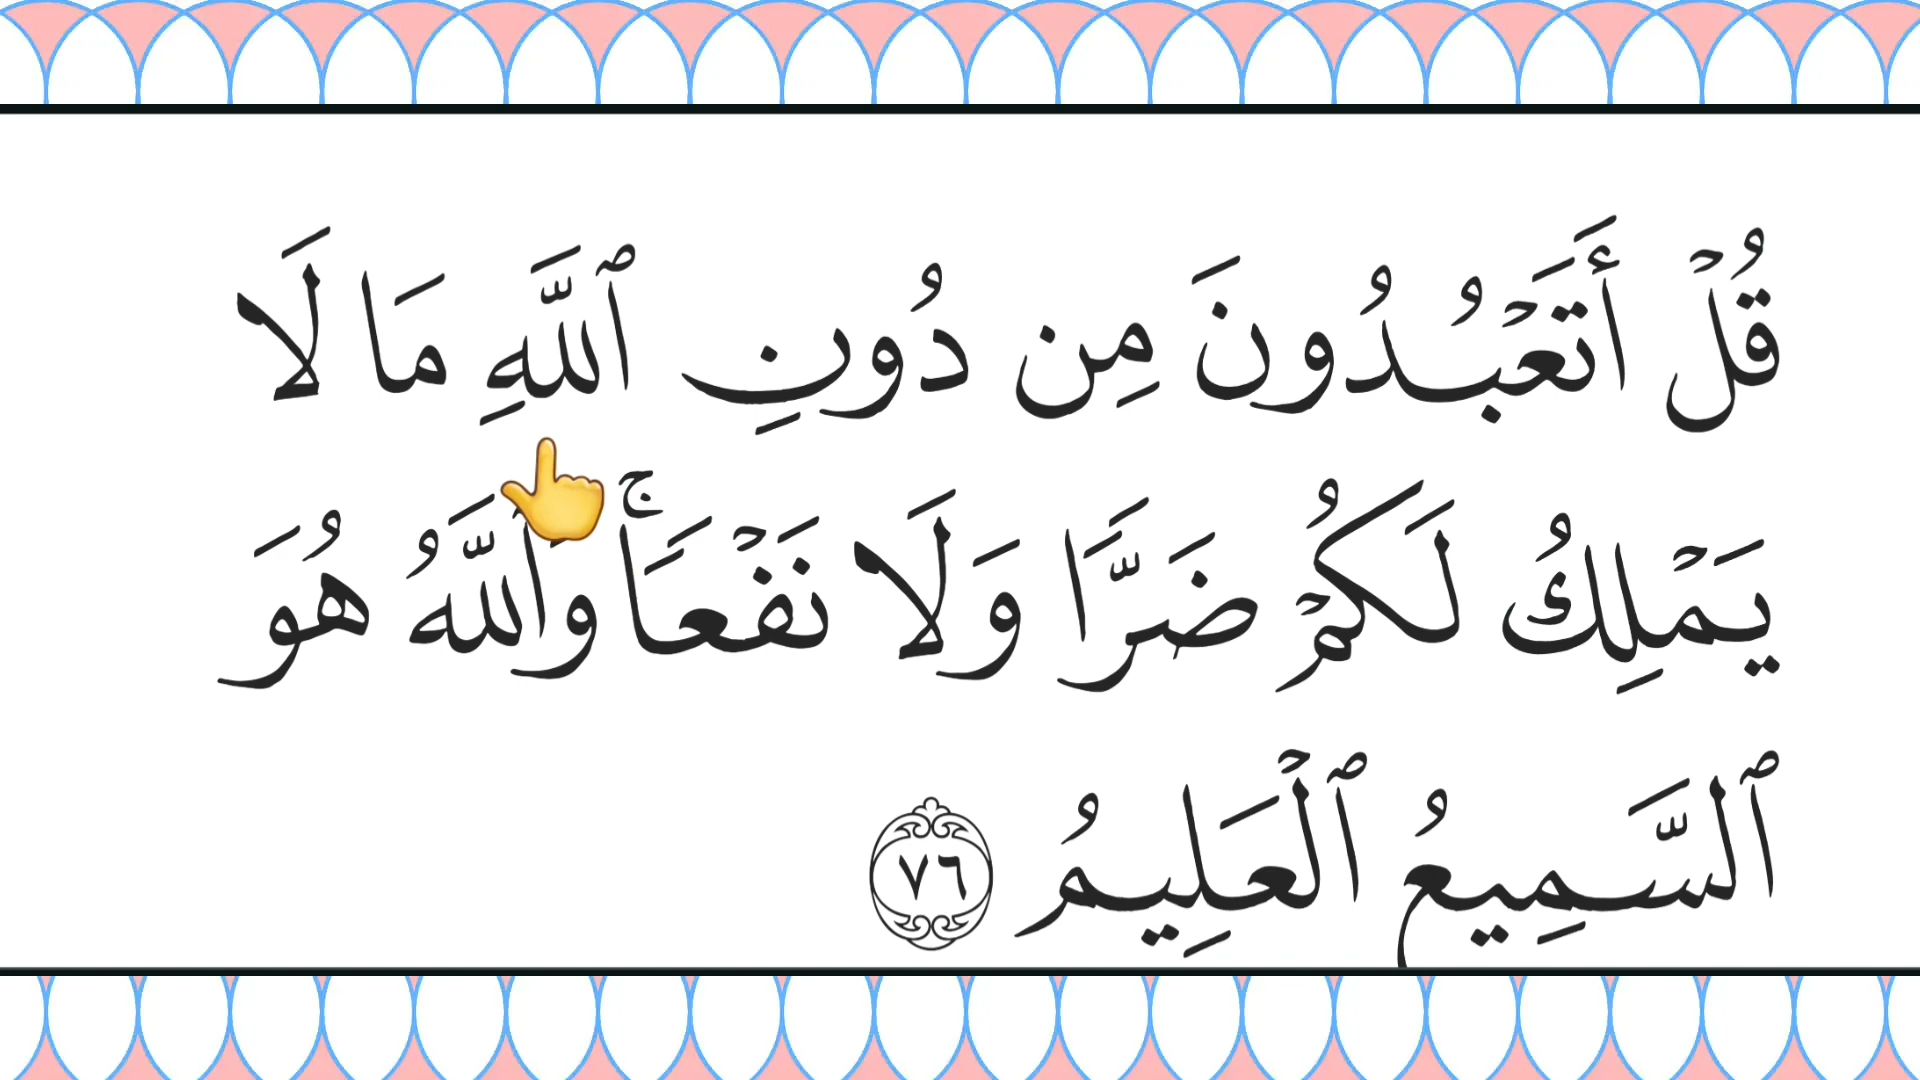 قُلۡ أَتَعۡبُدُونَ مِن دُونِ ٱللَّهِ مَا لَا
يَمۡلِكُ لَكُمۡ ضَرّٗا وَلَا نَفۡعٗاۚ وَٱللَّهُ هُوَ
ٱلسَّمِيعُ ٱلۡعَلِيمُ ٧٦